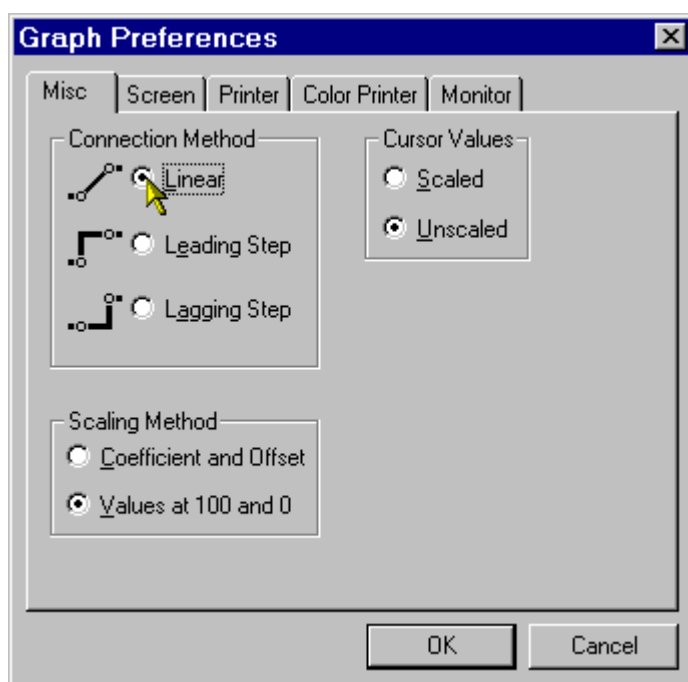 Graph Preferences
Misc Screen Printer Color Printer Monitor
Connection Method
Linear
Leading Step
Lagging Step
Cursor Values
Scaled
Unscaled
Scaling Method
Coefficient and Offset
Values at 100 and 0
OK Cancel